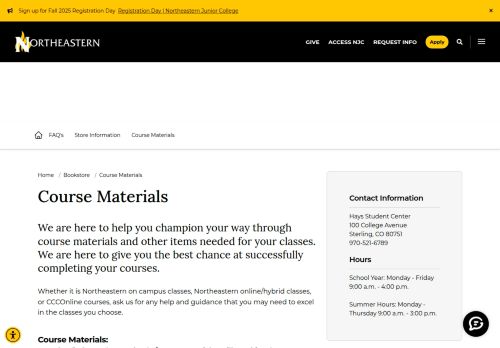 Sign up for Fall 2025 Registration Day Registration Day | Northeastern Junior College ×
NORTHEASTERN
GIVE ACCESS NJC REQUEST INFO Apply
FAQ's Store Information Course Materials
Home / Bookstore / Course Materials
Course Materials
We are here to help you champion your way through
course materials and other items needed for your classes.
We are here to give you the best chance at successfully
completing your courses.
Whether it is Northeastern on campus classes, Northeastern online/hybrid classes,
or CCCOnline courses, ask us for any help and guidance that you may need to excel
in the classes you choose.
Course Materials:
Contact Information
Hays Student Center
100 College Avenue
Sterling, CO 80751
970-521-6789
Hours
School Year: Monday - Friday
9:00 a.m. - 4:00 p.m.
Summer Hours: Monday -
Thursday 9:00 a.m. - 3:00 p.m.